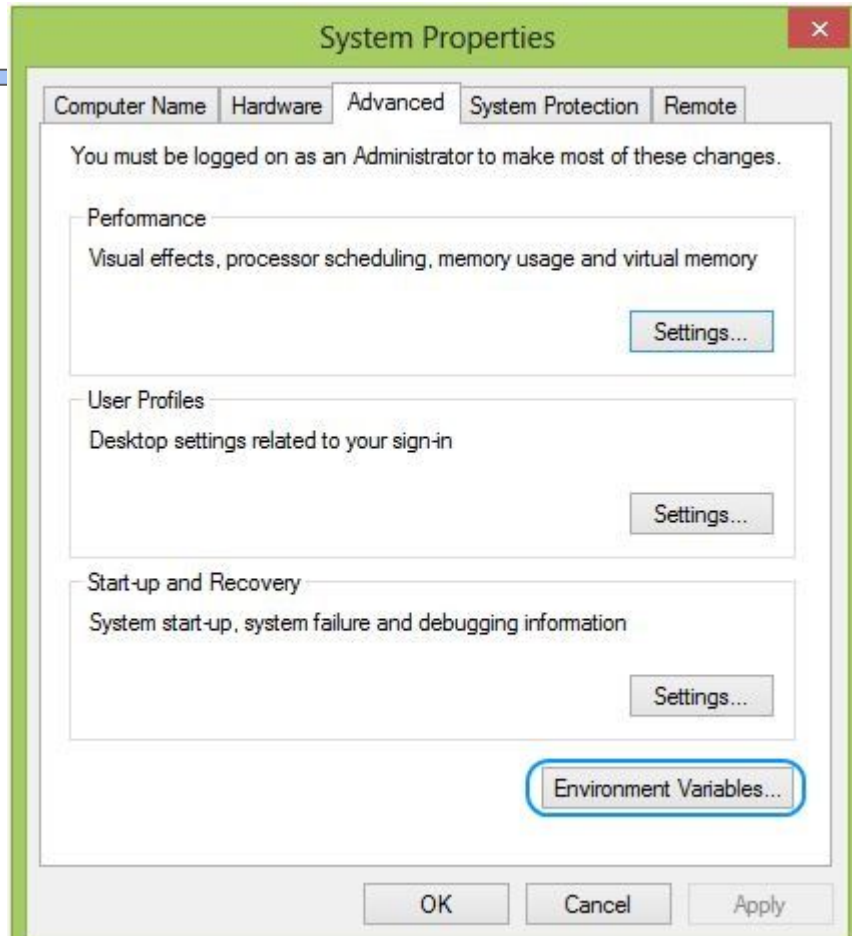 System Properties
Computer Name Hardware Advanced System Protection Remote
You must be logged on as an Administrator to make most of these changes.
Performance
Visual effects, processor scheduling, memory usage and virtual memory
Settings...
User Profiles
Desktop settings related to your sign-in
Settings...
Start-up and Recovery
System start-up, system failure and debugging information
Settings...
Environment Variables...
OK Cancel Apply